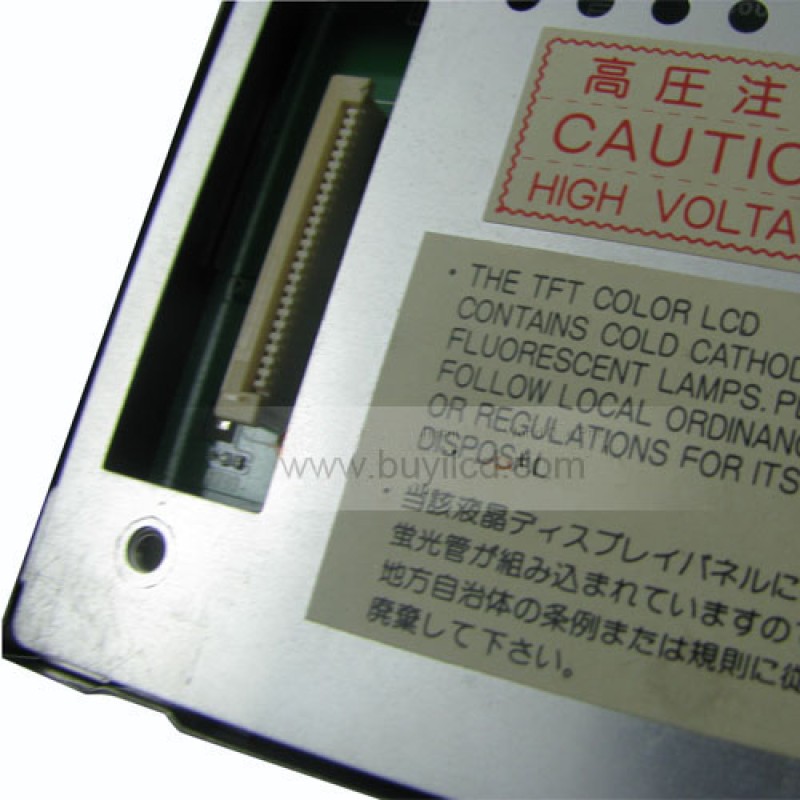 高圧注
CAUTIO
HIGH VOLTA
・THE TFT COLOR LCD
CONTAINS COLD CATHOD
FLUORESCENT LAMPS. PL
FOLLOW LOCAL ORDINANC
OR REGULATIONS FOR ITS
DISPOSAL
www.buyilcd.com
・当該液晶ディスプレイパネルに
蛍光管が組み込まれていますので
地方自治体の条例または規則に従
廃棄して下さい。